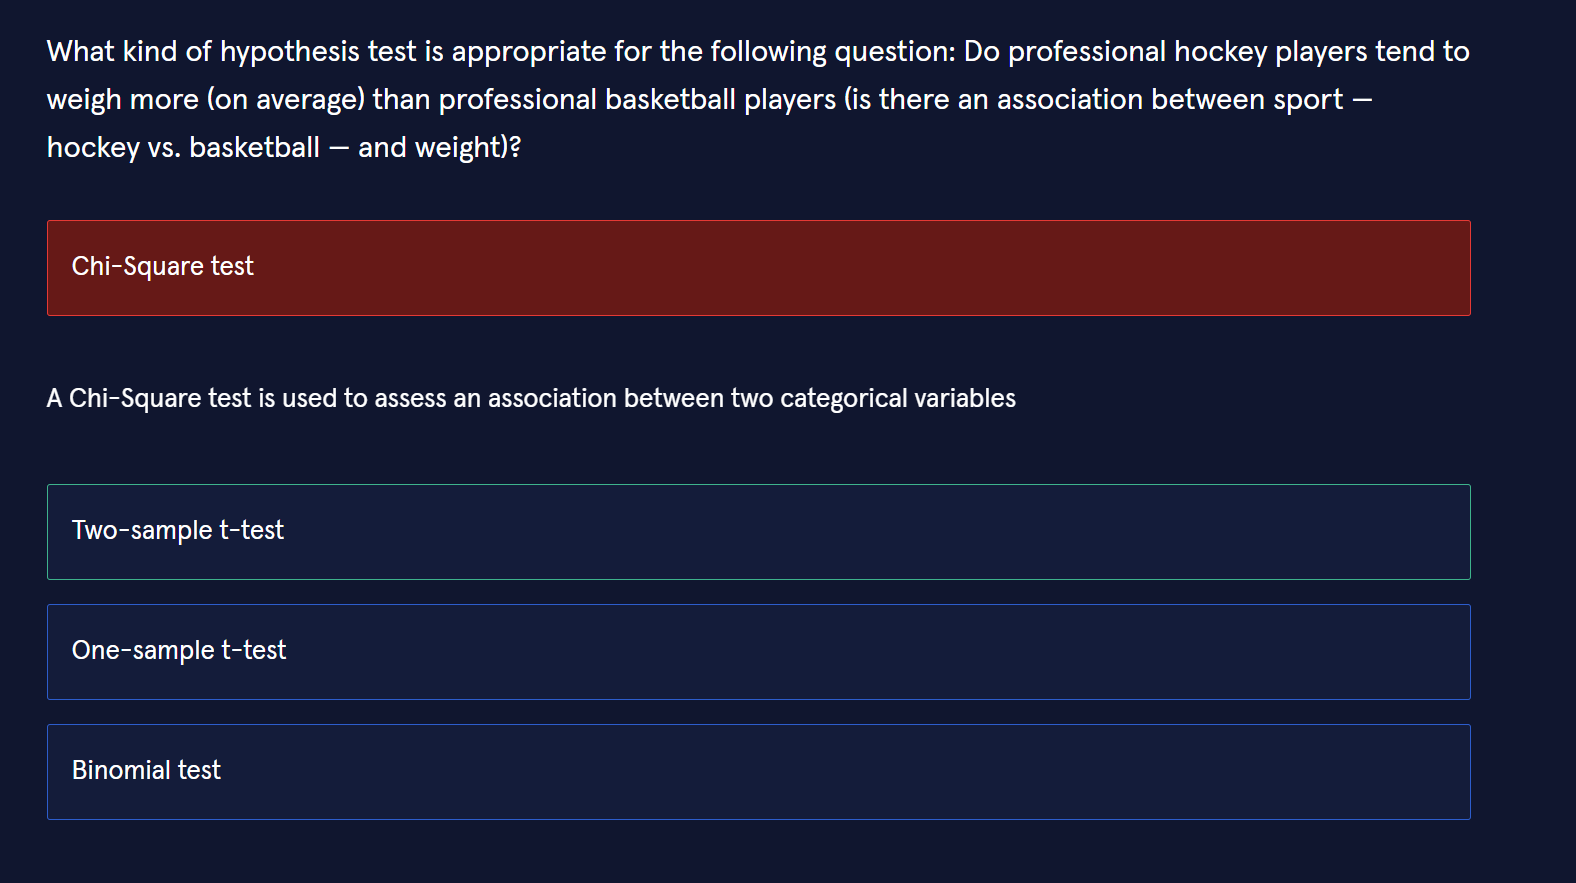 What kind of hypothesis test is appropriate for the following question: Do professional hockey players tend to
weigh more (on average) than professional basketball players (is there an association between sport —
hockey vs. basketball — and weight)?
Chi-Square test
A Chi-Square test is used to assess an association between two categorical variables
Two-sample t-test
One-sample t-test
Binomial test